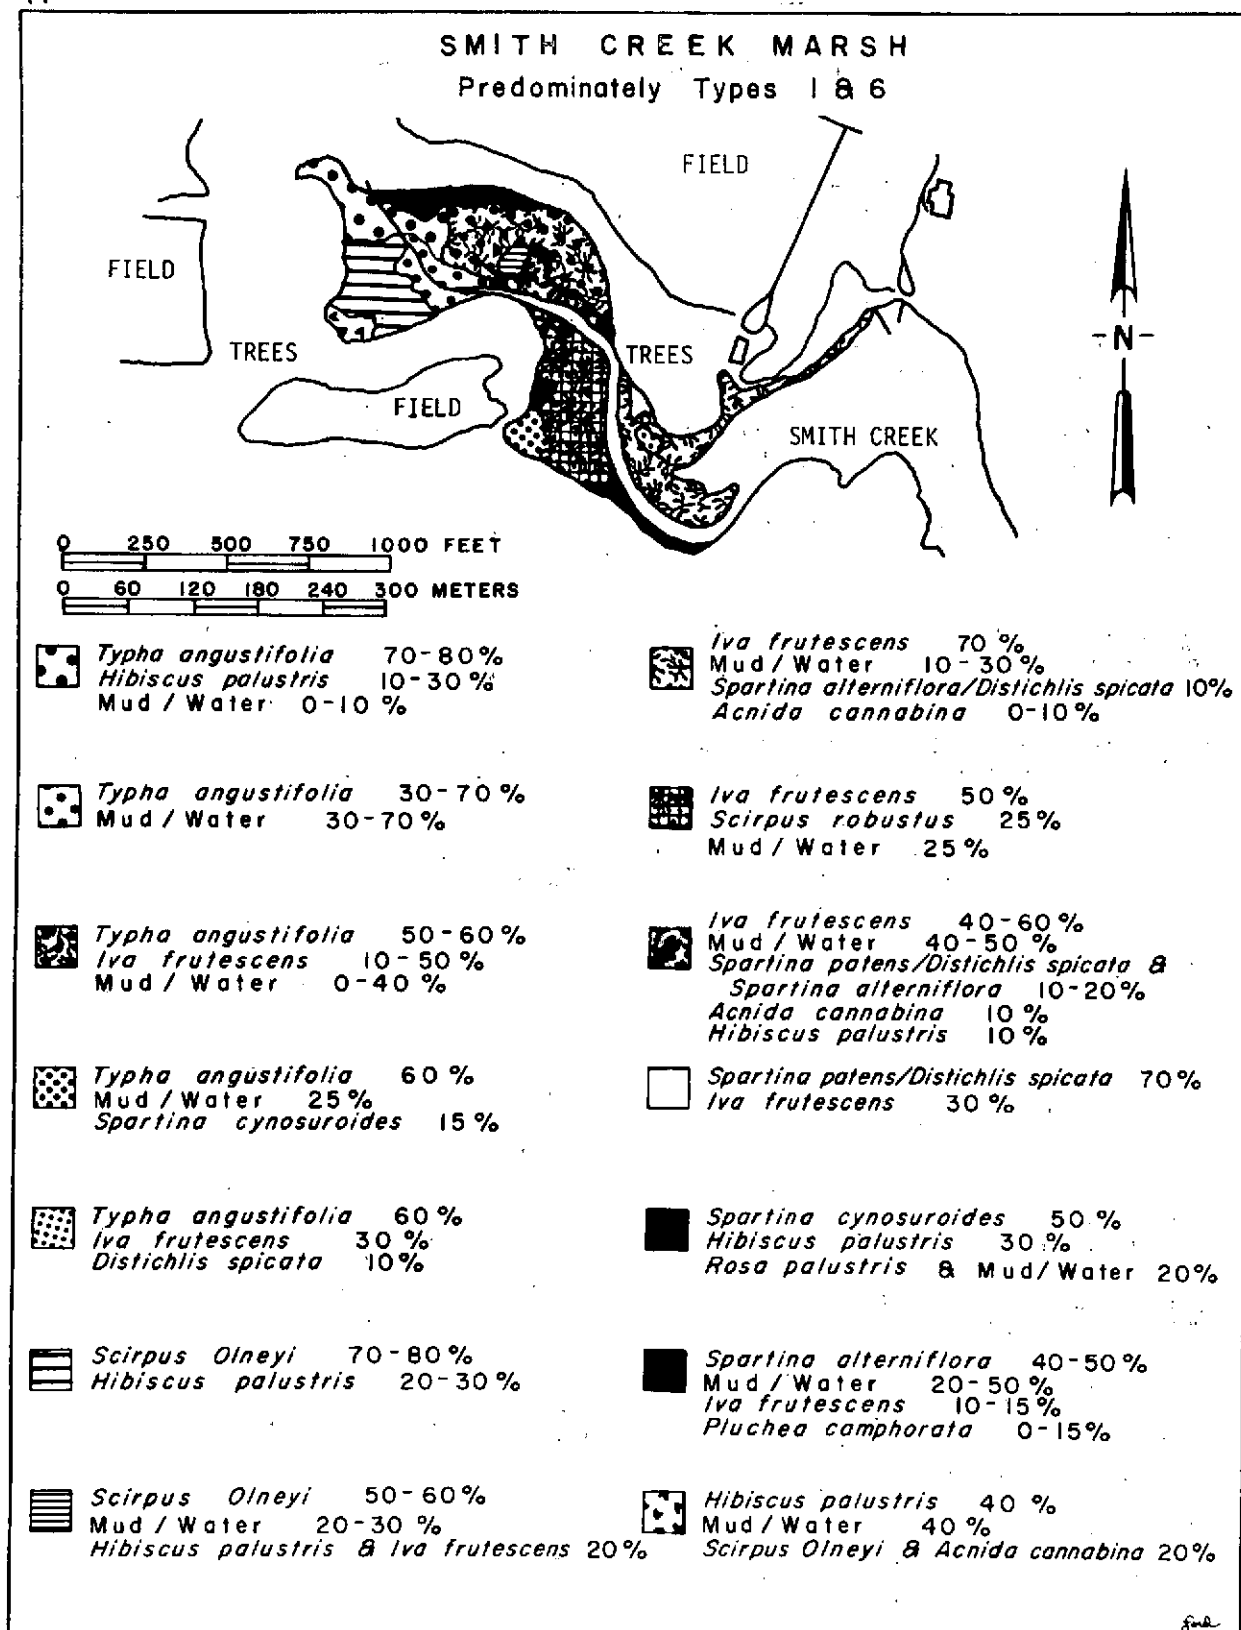 SMITH CREEK MARSH
Predominately Types 1 & 6
FIELD
FIELD
TREES
TREES
FIELD
SMITH CREEK
-N-
0 250 500 750 1000 FEET
0 60 120 180 240 300 METERS
Typha angustifolia 70-80%
Hibiscus palustris 10-30%
Mud/Water 0-10%
Typha angustifolia 30-70%
Mud/Water 30-70%
Typha angustifolia 50-60%
Iva frutescens 10-50%
Mud/Water 0-40%
Typha angustifolia 60%
Mud/Water 25%
Spartina cynosuroides 15%
Typha angustifolia 60%
Iva frutescens 30%
Distichlis spicata 10%
Scirpus Olneyi 70-80%
Hibiscus palustris 20-30%
Scirpus Olneyi 50-60%
Mud/Water 20-30%
Hibiscus palustris & Iva frutescens 20%
Iva frutescens 70%
Mud/Water 10-30%
Spartina alterniflora/Distichlis spicata 10%
Acnida cannabina 0-10%
Iva frutescens 50%
Scirpus robustus 25%
Mud/Water 25%
Iva frutescens 40-60%
Mud/Water 40-50%
Spartina patens/Distichlis spicata &
Spartina alterniflora 10-20%
Acnida cannabina 10%
Hibiscus palustris 10%
Spartina patens/Distichlis spicata 70%
Iva frutescens 30%
Spartina cynosuroides 50%
Hibiscus palustris 30%
Rosa palustris & Mud/Water 20%
Spartina alterniflora 40-50%
Mud/Water 20-50%
Iva frutescens 10-15%
Pluchea camphorata 0-15%
Hibiscus palustris 40%
Mud/Water 40%
Scirpus Olneyi & Acnida cannabina 20%